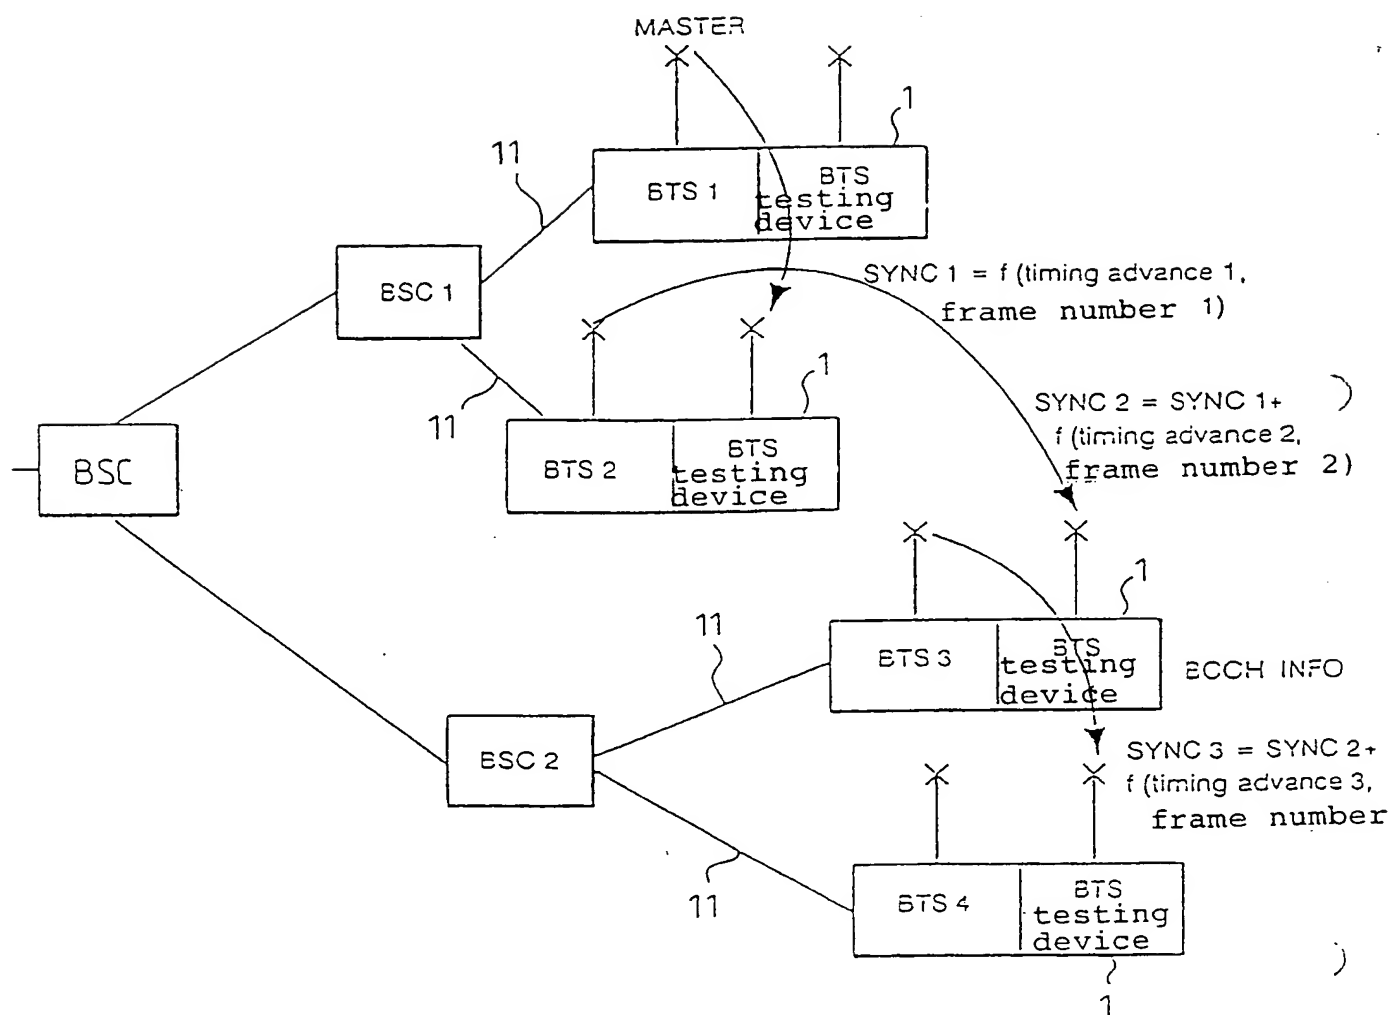 MASTER
1
11
BTS 1
BTS
testing
device
BSC 1
SYNC 1 = f (timing advance 1,
frame number 1)
11
1
SYNC 2 = SYNC 1+
f (timing advance 2,
frame number 2)
BSC
BTS 2
BTS
testing
device
1
11
BTS 3
BTS
testing
device
BCCH INFO
BSC 2
SYNC 3 = SYNC 2+
f (timing advance 3,
frame number
11
BTS 4
BTS
testing
device
)
1